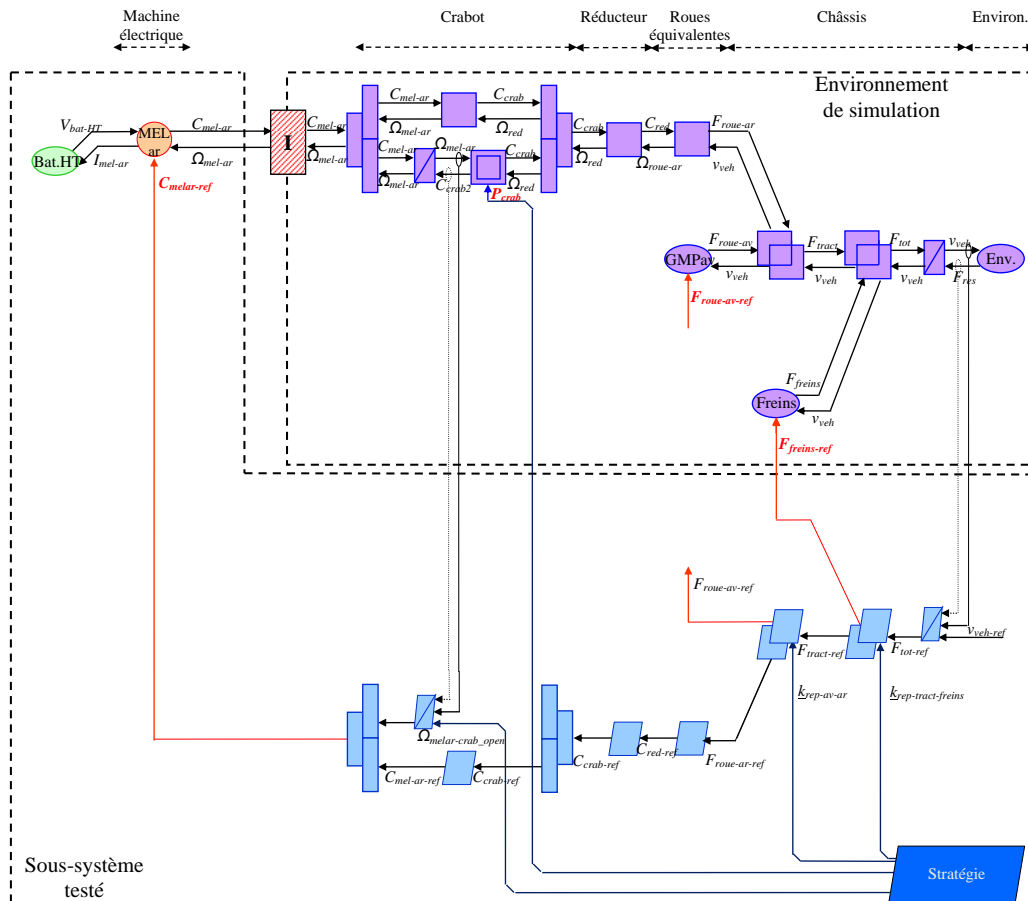 Machine
électrique
Crabot
Réducteur
Roues
équivalentes
Châssis
Environ.
Environnement
de simulation
V_bat-HT
I_mel-ar
Bat.HT
MEL
ar
C_mel-ar
Ω_mel-ar
C_melar-ref
I
C_mel-ar
Ω_mel-ar
C_mel-ar
Ω_mel-ar
C_crab
Ω_red
C_mel-ar
Ω_mel-ar
Ω_mel-ar
C_crab2
C_crab
Ω_red
P_crab
C_crab
Ω_red
C_red
Ω_roue-ar
F_roue-ar
v_veh
GMPav
F_roue-av
v_veh
F_roue-av-ref
F_tract
v_veh
F_tot
v_veh
v_veh
F_res
Env.
F_freins
Freins
v_veh
F_freins-ref
F_roue-av-ref
v_veh-ref
F_tot-ref
F_tract-ref
k_rep-av-ar
k_rep-tract-freins
Ω_melar-crab_open
C_mel-ar-ref
C_crab-ref
C_crab-ref
C_red-ref
F_roue-ar-ref
Sous-système
testé
Stratégie